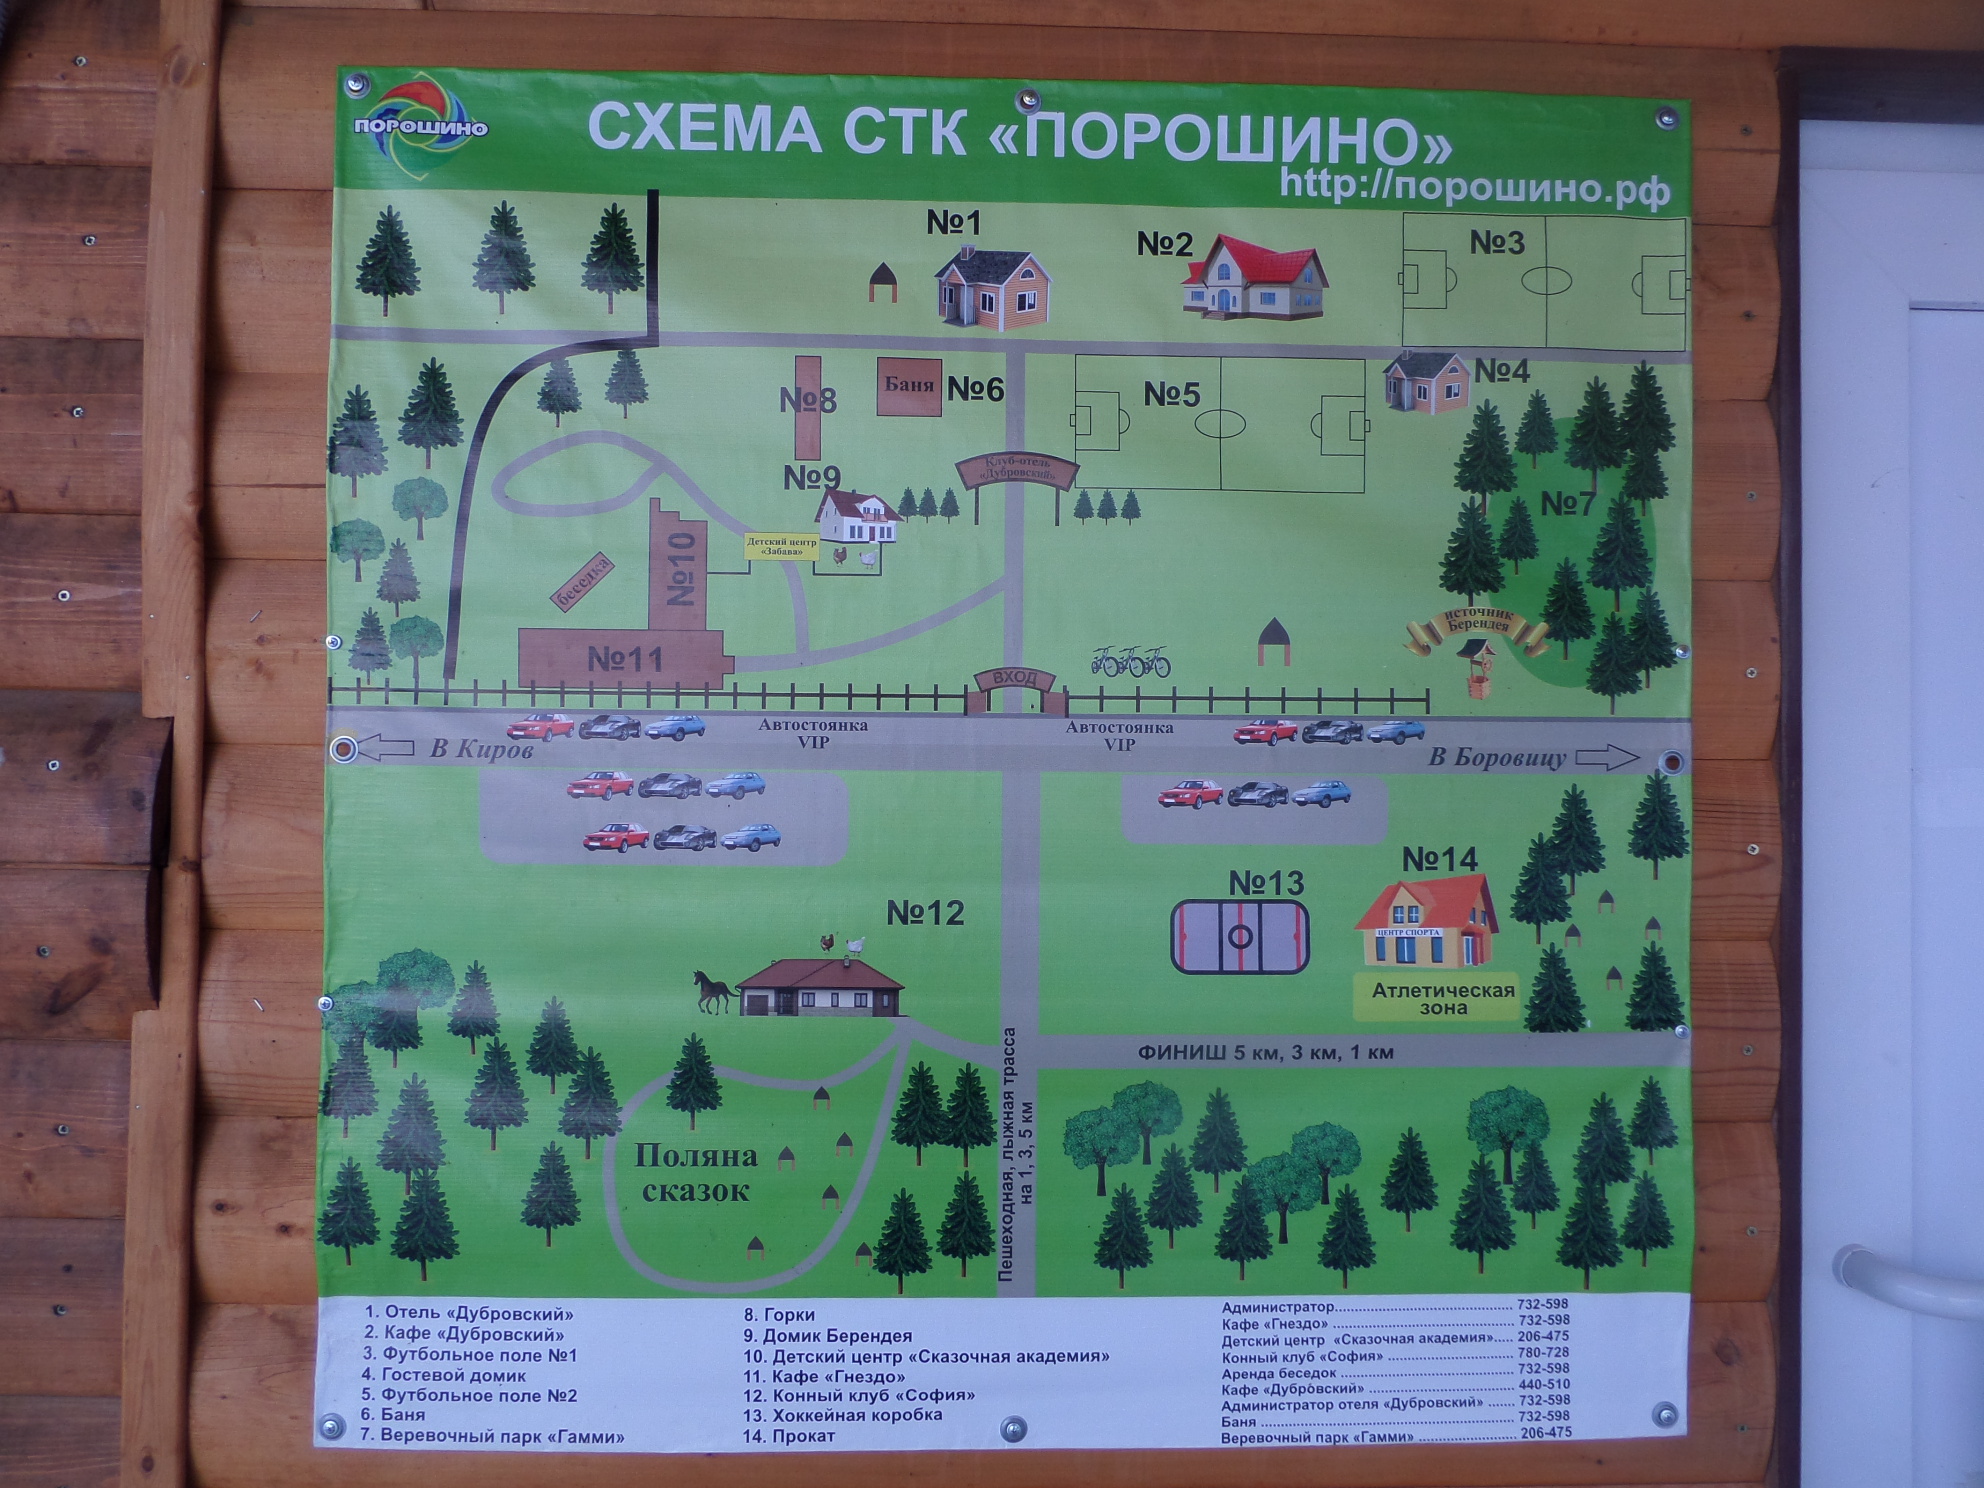 ПОРОШИНО
СХЕМА СТК «ПОРОШИНО»
http://порошино.рф
№1
№2
№3
№4
№8
Баня
№6
№5
№9
Клуб-отель
«Дубровский»
№7
Детский центр
«Забава»
№10
беседка
источник
Берендея
№11
ВХОД
Автостоянка
VIP
Автостоянка
VIP
В Киров
В Боровицу
№12
№13
№14
ЦЕНТР СПОРТА
Атлетическая
зона
ФИНИШ 5 км, 3 км, 1 км
Пешеходная, лыжная трасса
на 1, 3, 5 км
Поляна
сказок
1. Отель «Дубровский»
2. Кафе «Дубровский»
3. Футбольное поле №1
4. Гостевой домик
5. Футбольное поле №2
6. Баня
7. Веревочный парк «Гамми»
8. Горки
9. Домик Берендея
10. Детский центр «Сказочная академия»
11. Кафе «Гнездо»
12. Конный клуб «София»
13. Хоккейная коробка
14. Прокат
Администратор........................................... 732-598
Кафе «Гнездо» ........................................... 732-598
Детский центр «Сказочная академия»..... 206-475
Конный клуб «София» .............................. 780-728
Аренда беседок ......................................... 732-598
Кафе «Дубровский» .................................. 440-510
Администратор отеля «Дубровский» ...... 732-598
Баня ............................................................ 732-598
Веревочный парк «Гамми» ....................... 206-475